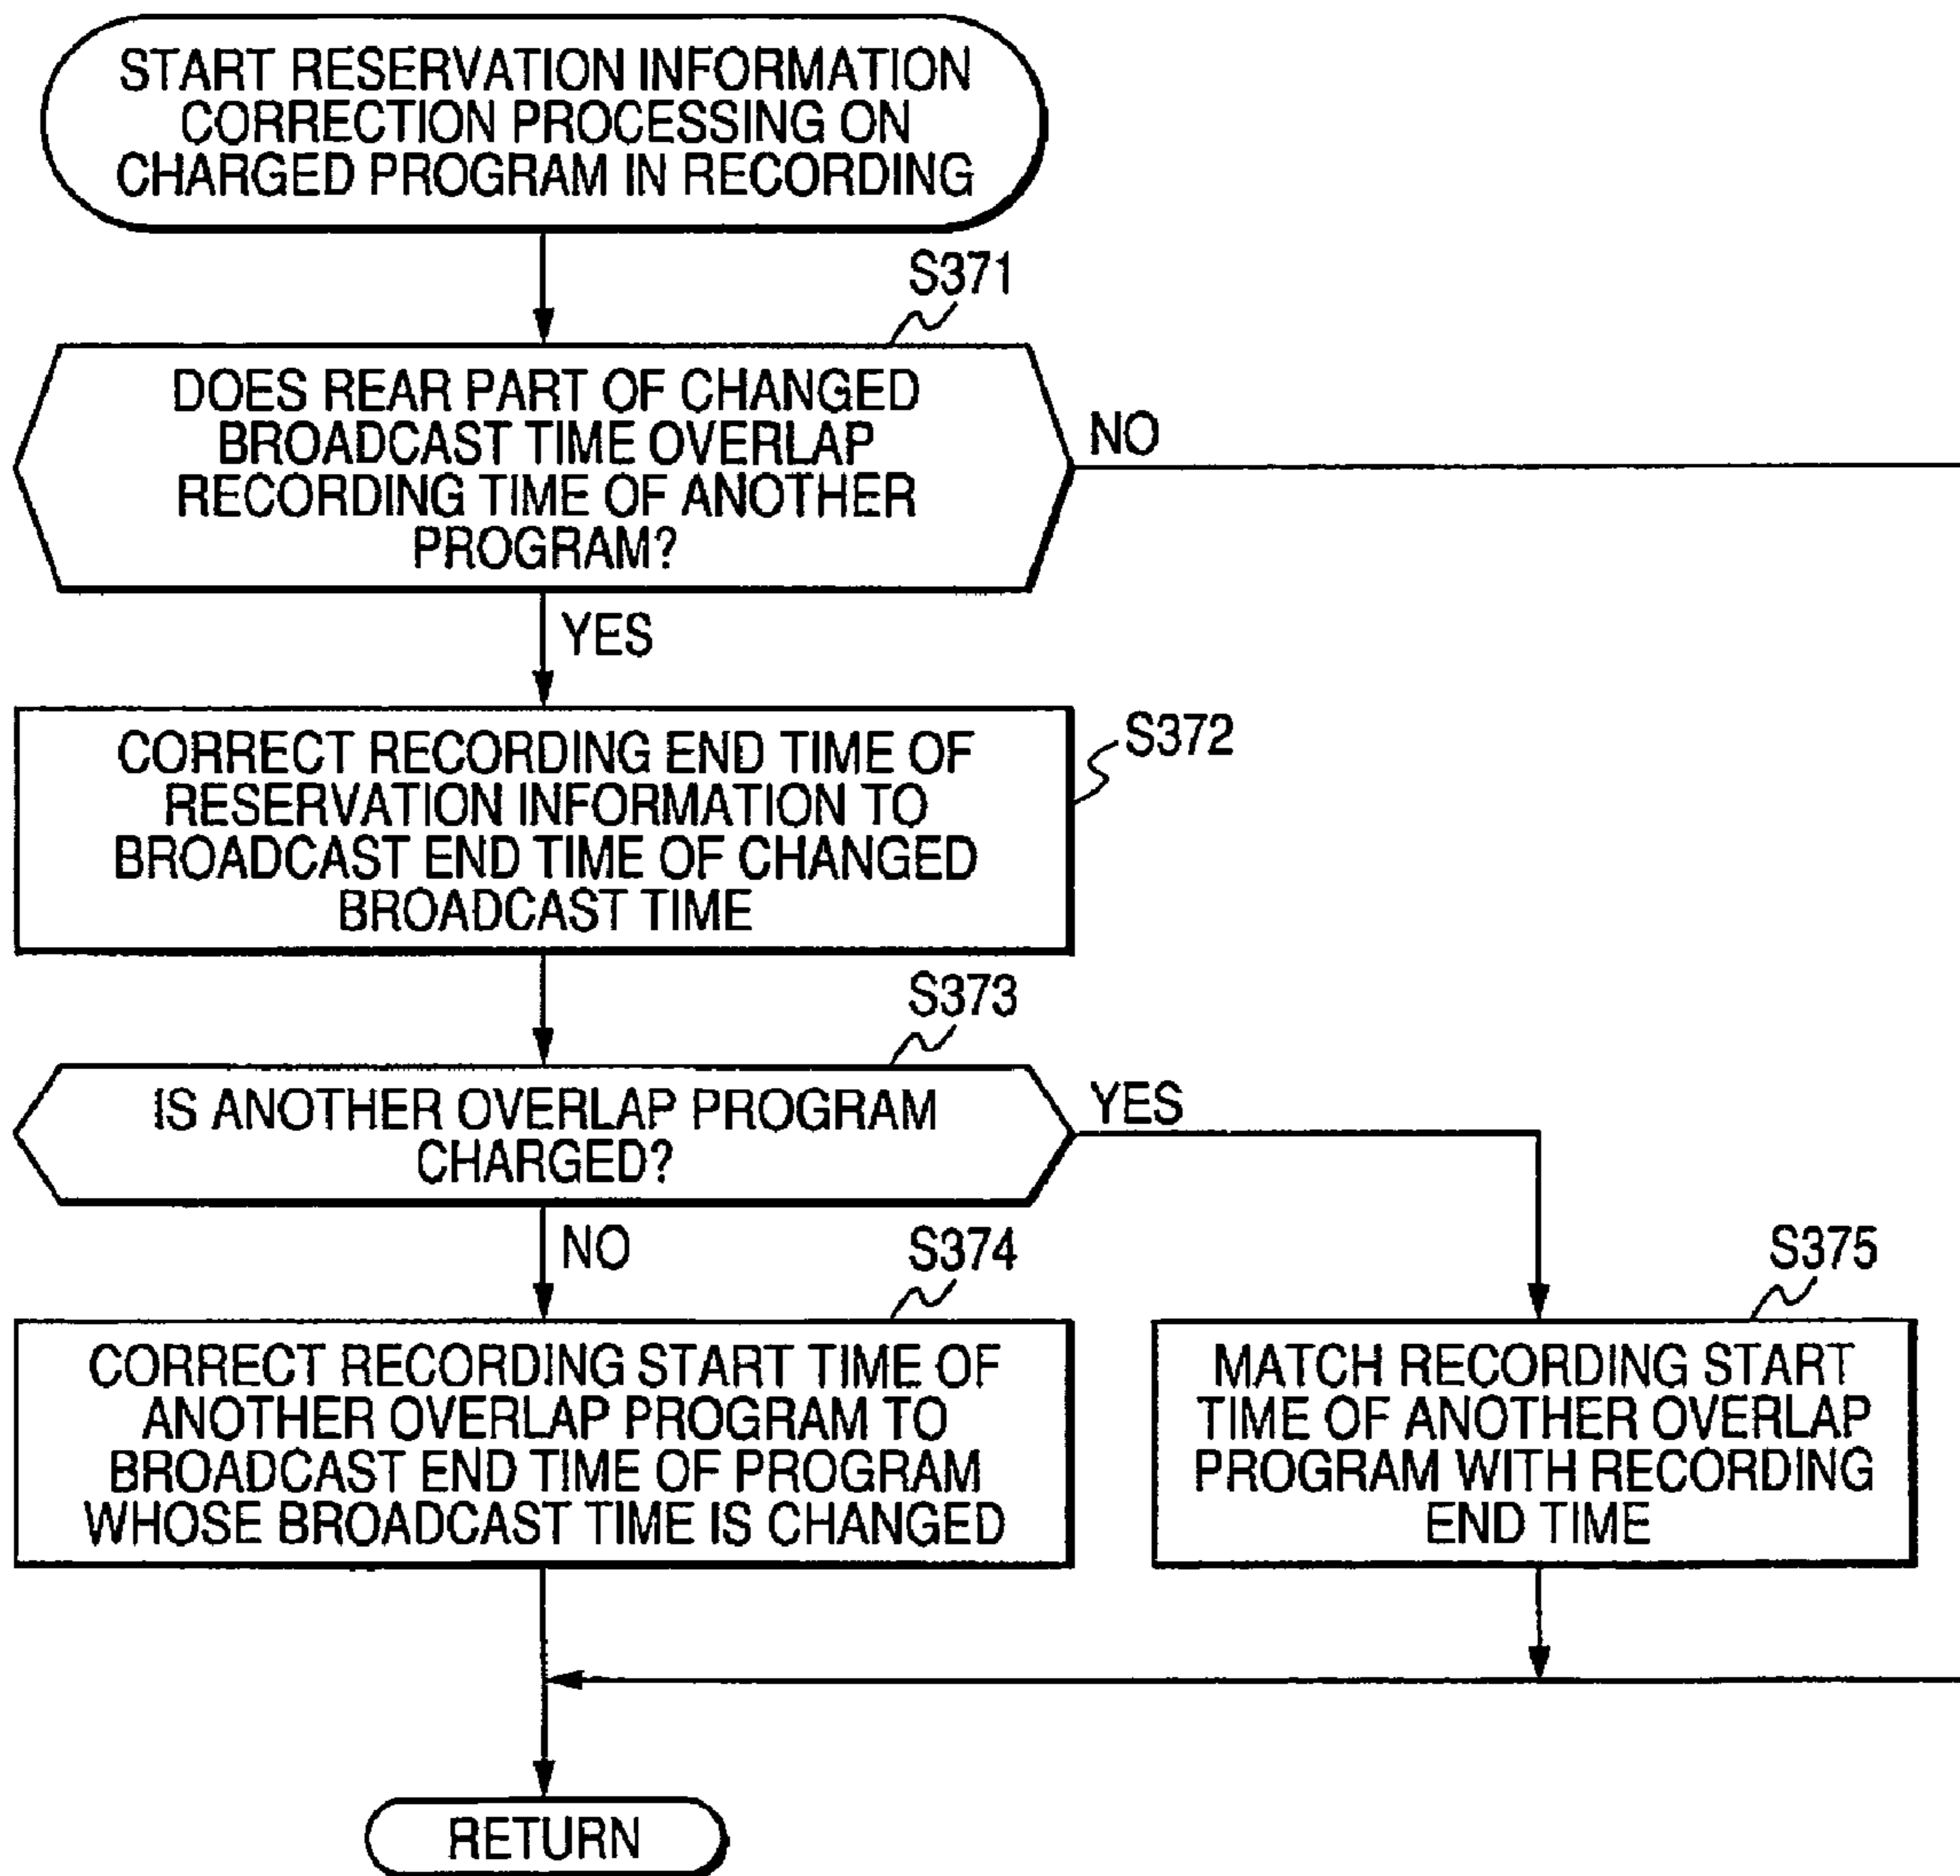 START RESERVATION INFORMATION
CORRECTION PROCESSING ON
CHARGED PROGRAM IN RECORDING
S371
DOES REAR PART OF CHANGED
BROADCAST TIME OVERLAP
RECORDING TIME OF ANOTHER
PROGRAM?
NO
YES
S372
CORRECT RECORDING END TIME OF
RESERVATION INFORMATION TO
BROADCAST END TIME OF CHANGED
BROADCAST TIME
S373
IS ANOTHER OVERLAP PROGRAM
CHARGED?
YES
NO
S374
CORRECT RECORDING START TIME OF
ANOTHER OVERLAP PROGRAM TO
BROADCAST END TIME OF PROGRAM
WHOSE BROADCAST TIME IS CHANGED
S375
MATCH RECORDING START
TIME OF ANOTHER OVERLAP
PROGRAM WITH RECORDING
END TIME
RETURN